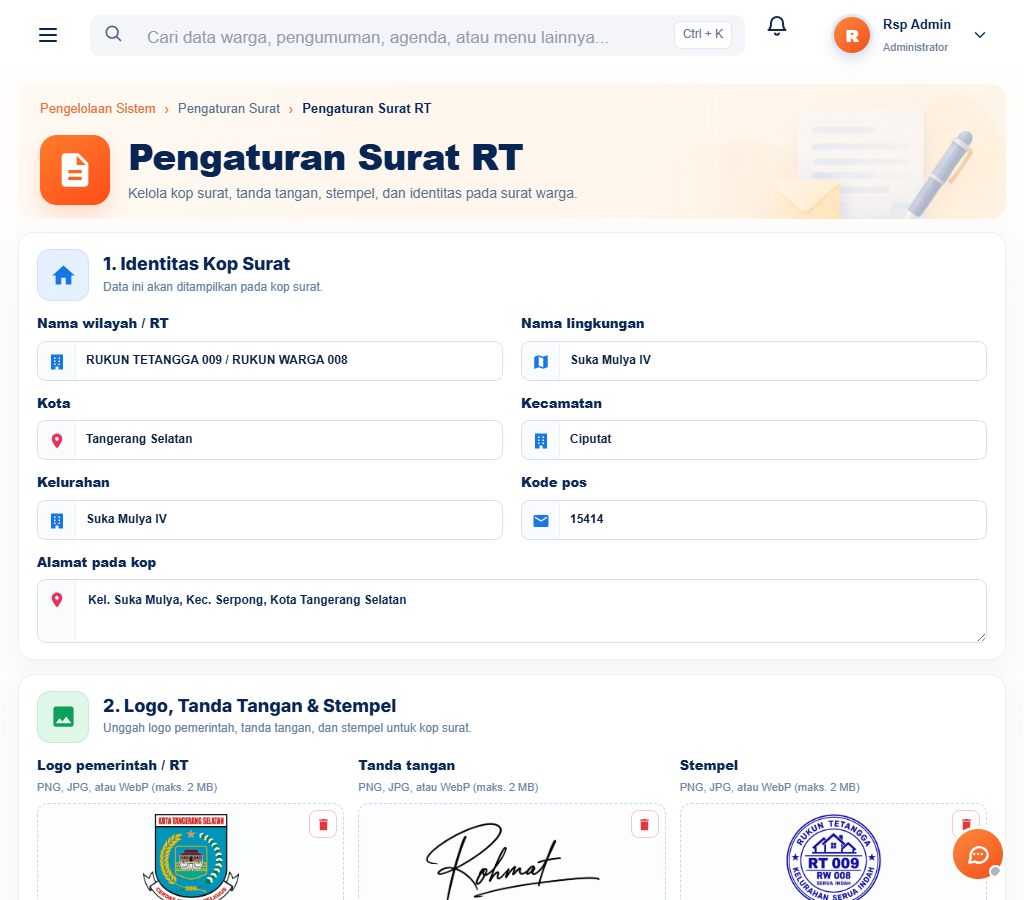 Cari data warga, pengumuman, agenda, atau menu lainnya...
Ctrl + K
R
Rsp Admin
Administrator
Pengelolaan Sistem › Pengaturan Surat › Pengaturan Surat RT
Pengaturan Surat RT
Kelola kop surat, tanda tangan, stempel, dan identitas pada surat warga.
1. Identitas Kop Surat
Data ini akan ditampilkan pada kop surat.
Nama wilayah / RT
RUKUN TETANGGA 009 / RUKUN WARGA 008
Nama lingkungan
Suka Mulya IV
Kota
Tangerang Selatan
Kecamatan
Ciputat
Kelurahan
Suka Mulya IV
Kode pos
15414
Alamat pada kop
Kel. Suka Mulya, Kec. Serpong, Kota Tangerang Selatan
2. Logo, Tanda Tangan & Stempel
Unggah logo pemerintah, tanda tangan, dan stempel untuk kop surat.
Logo pemerintah / RT
PNG, JPG, atau WebP (maks. 2 MB)
KOTA TANGERANG SELATAN
Tanda tangan
PNG, JPG, atau WebP (maks. 2 MB)
Rohmat
Stempel
PNG, JPG, atau WebP (maks. 2 MB)
RUKUN TETANGGA
RT 009
RW 008
SERUA INDAH
KELURAHAN SERUA INDAH